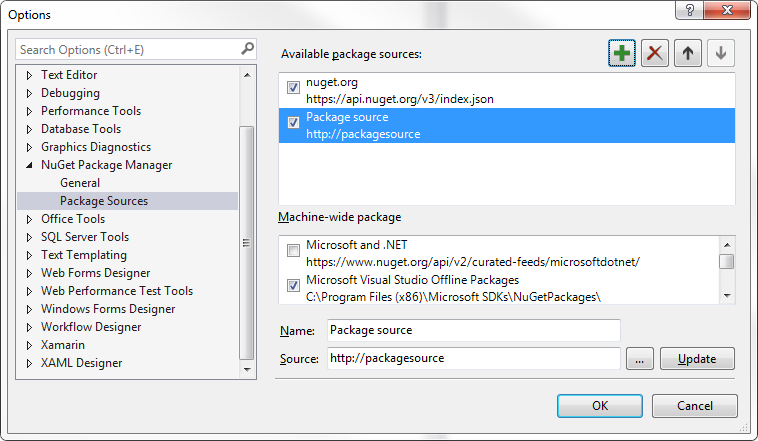 Options
Search Options (Ctrl+E)
Text Editor
Debugging
Performance Tools
Database Tools
Graphics Diagnostics
NuGet Package Manager
General
Package Sources
Office Tools
SQL Server Tools
Text Templating
Web Forms Designer
Web Performance Test Tools
Windows Forms Designer
Workflow Designer
Xamarin
XAML Designer
Available package sources:
nuget.org
https://api.nuget.org/v3/index.json
Package source
http://packagesource
Machine-wide package
Microsoft and .NET
https://www.nuget.org/api/v2/curated-feeds/microsoftdotnet/
Microsoft Visual Studio Offline Packages
C:\Program Files (x86)\Microsoft SDKs\NuGetPackages\
Name: Package source
Source: http://packagesource ... Update
OK Cancel